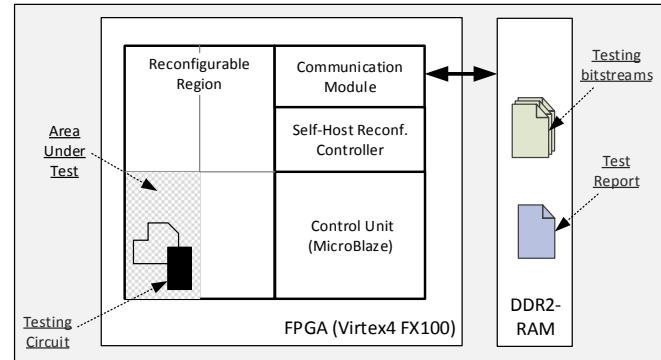 Reconfigurable
Region
Communication
Module
Self-Host Reconf.
Controller
Control Unit
(MicroBlaze)
Area
Under
Test
Testing
Circuit
FPGA (Virtex4 FX100)
Testing
bitstreams
Test
Report
DDR2-
RAM